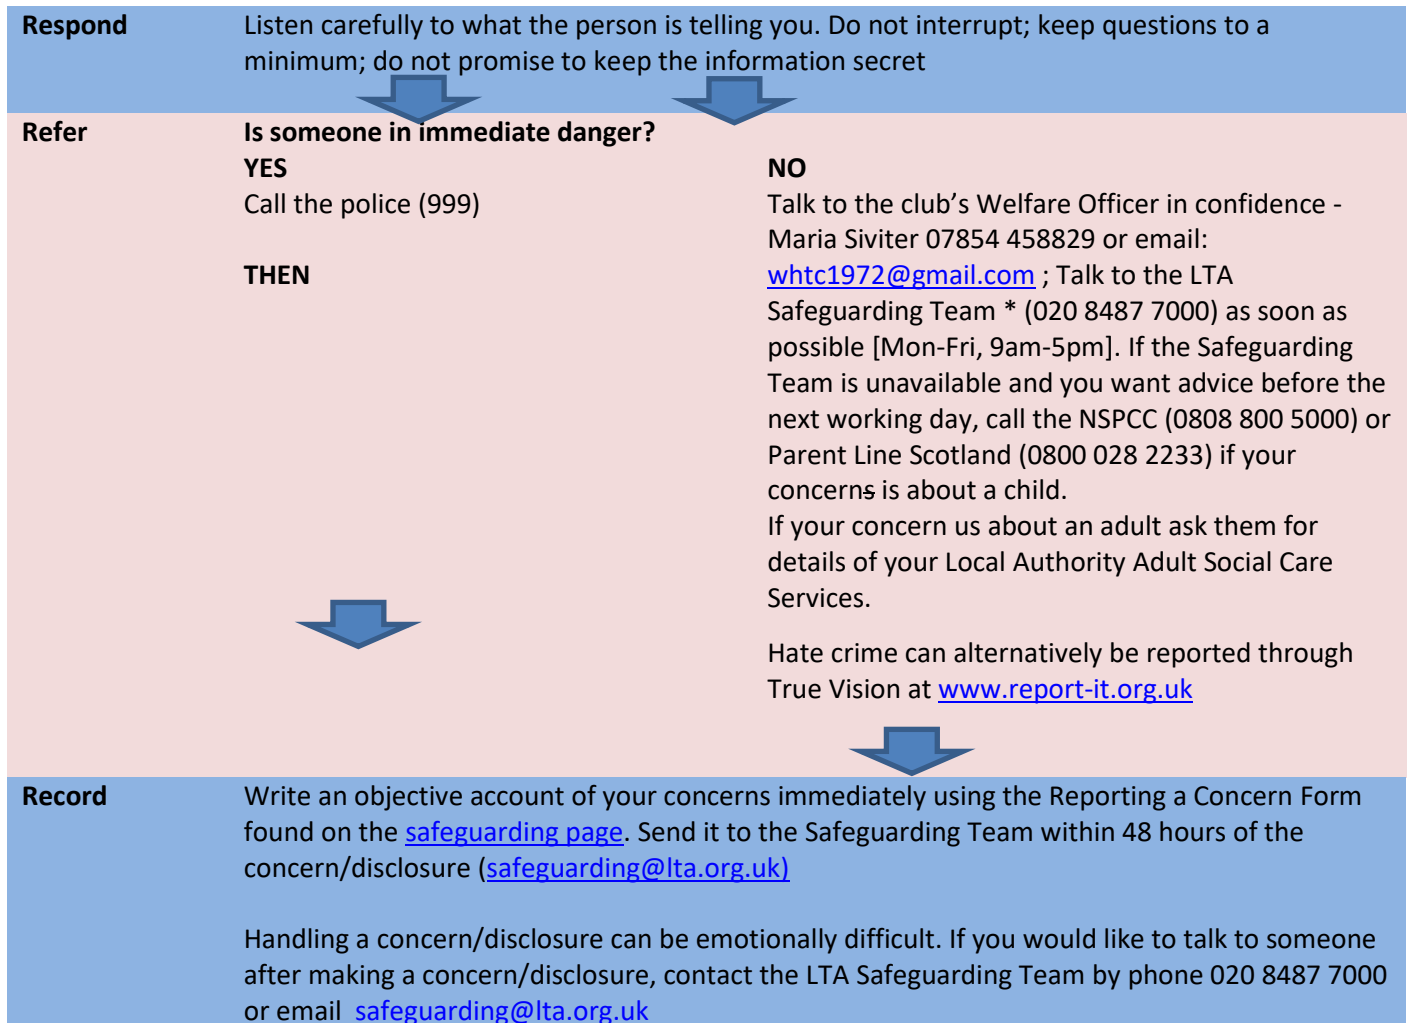 Respond
Listen carefully to what the person is telling you. Do not interrupt; keep questions to a
minimum; do not promise to keep the information secret
Refer
Is someone in immediate danger?
YES
Call the police (999)
THEN
NO
Talk to the club’s Welfare Officer in confidence -
Maria Siviter 07854 458829 or email:
whtc1972@gmail.com ; Talk to the LTA
Safeguarding Team * (020 8487 7000) as soon as
possible [Mon-Fri, 9am-5pm]. If the Safeguarding
Team is unavailable and you want advice before the
next working day, call the NSPCC (0808 800 5000) or
Parent Line Scotland (0800 028 2233) if your
concerns is about a child.
If your concern us about an adult ask them for
details of your Local Authority Adult Social Care
Services.
Hate crime can alternatively be reported through
True Vision at www.report-it.org.uk
Record
Write an objective account of your concerns immediately using the Reporting a Concern Form
found on the safeguarding page. Send it to the Safeguarding Team within 48 hours of the
concern/disclosure (safeguarding@lta.org.uk)
Handling a concern/disclosure can be emotionally difficult. If you would like to talk to someone
after making a concern/disclosure, contact the LTA Safeguarding Team by phone 020 8487 7000
or email  safeguarding@lta.org.uk